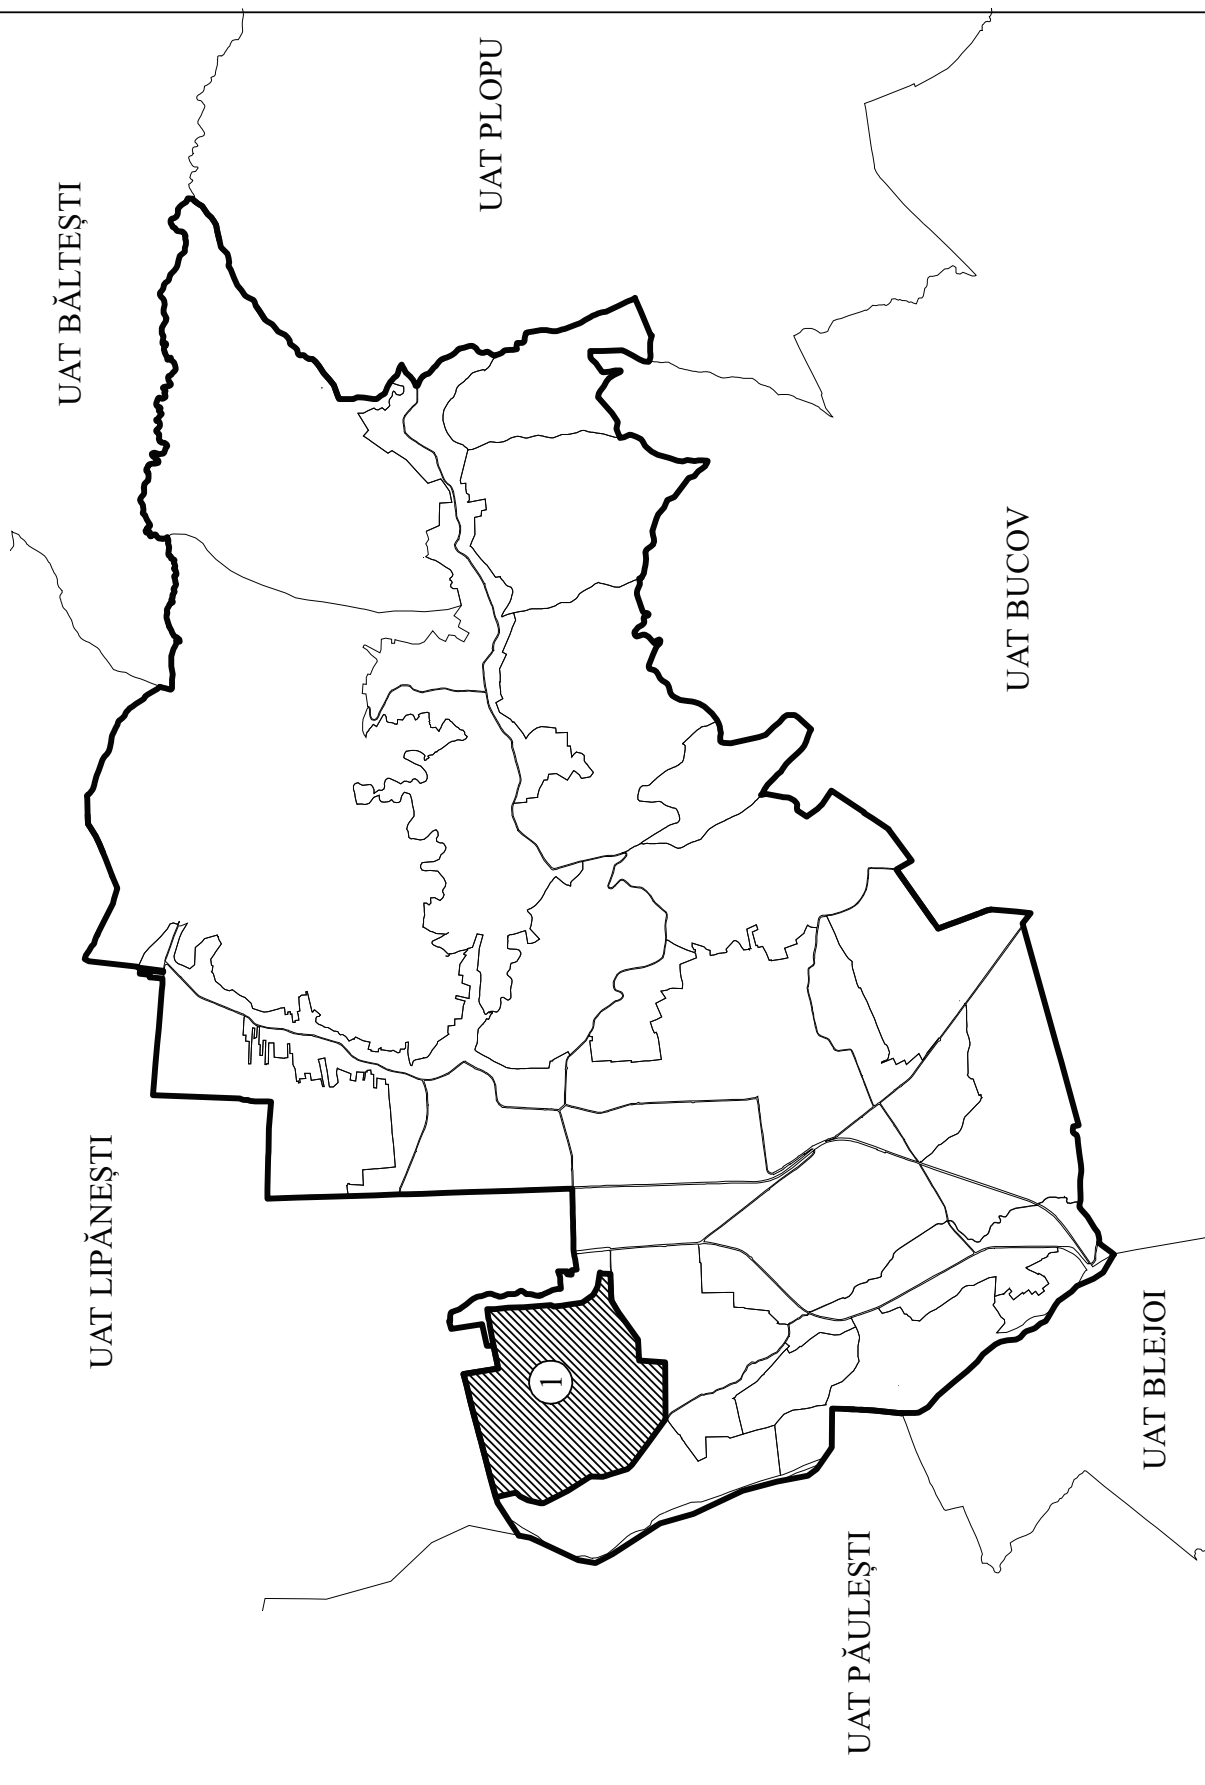 UAT BĂLTEȘTI
UAT PLOPU
UAT BUCOV
UAT LIPĂNEȘTI
1
UAT BLEJOI
UAT PĂULEȘTI